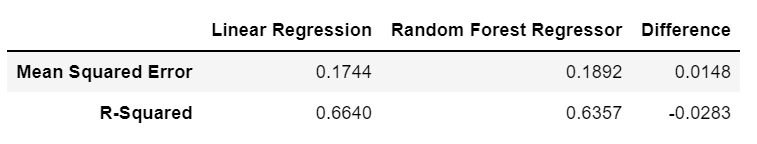 Linear Regression Random Forest Regressor Difference
Mean Squared Error 0.1744 0.1892 0.0148
R-Squared 0.6640 0.6357 -0.0283